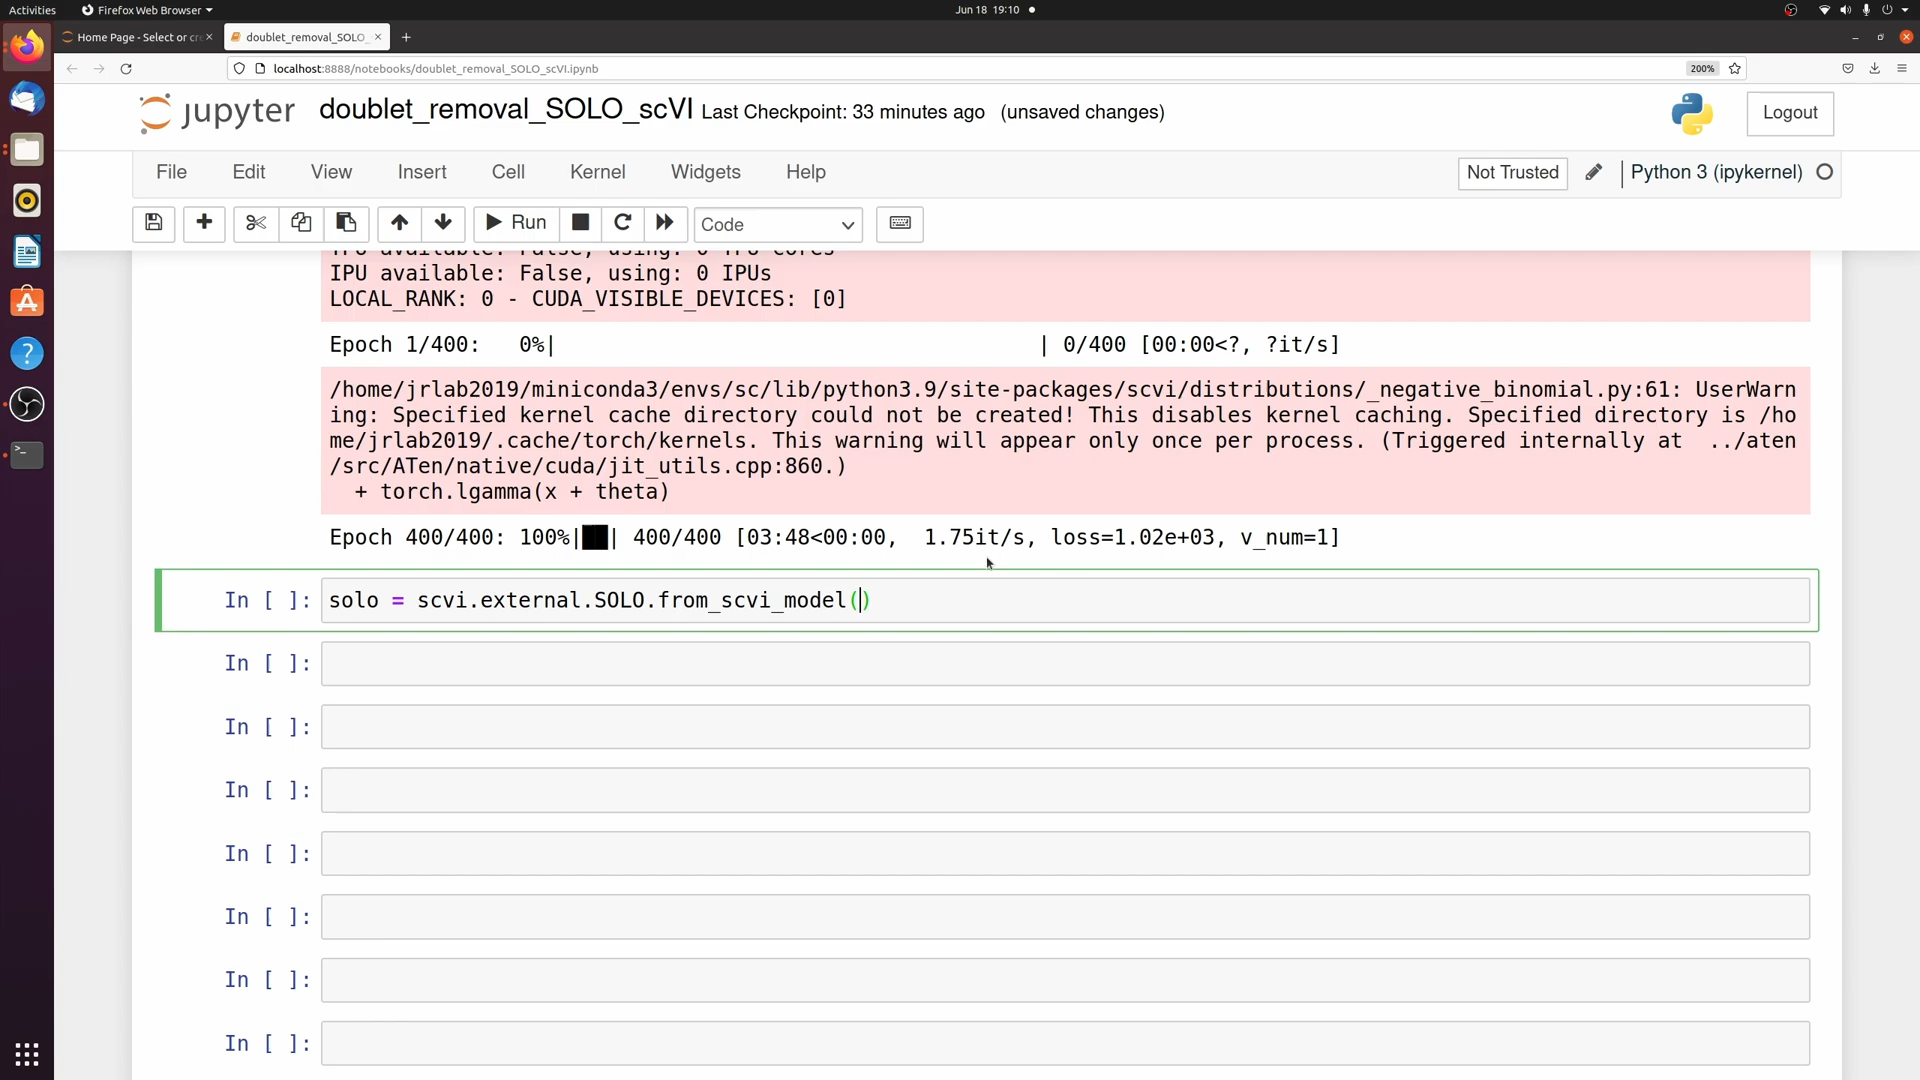 Activities Firefox Web Browser Jun 18 19:10
Home Page - Select or cre × doublet_removal_SOLO_ × +
localhost:8888/notebooks/doublet_removal_SOLO_scVI.ipynb 200%
jupyter doublet_removal_SOLO_scVI Last Checkpoint: 33 minutes ago (unsaved changes) Logout
File Edit View Insert Cell Kernel Widgets Help Not Trusted Python 3 (ipykernel)
Run Code
IPU available: False, using: 0 IPUs
LOCAL_RANK: 0 - CUDA_VISIBLE_DEVICES: [0]
Epoch 1/400:   0%|          | 0/400 [00:00<?, ?it/s]
/home/jrlab2019/miniconda3/envs/sc/lib/python3.9/site-packages/scvi/distributions/_negative_binomial.py:61: UserWarn
ing: Specified kernel cache directory could not be created! This disables kernel caching. Specified directory is /ho
me/jrlab2019/.cache/torch/kernels. This warning will appear only once per process. (Triggered internally at  ../aten
/src/ATen/native/cuda/jit_utils.cpp:860.)
+ torch.lgamma(x + theta)
Epoch 400/400: 100%|██| 400/400 [03:48<00:00,  1.75it/s, loss=1.02e+03, v_num=1]
In [ ]: solo = scvi.external.SOLO.from_scvi_model()
In [ ]:
In [ ]:
In [ ]:
In [ ]:
In [ ]:
In [ ]:
In [ ]: